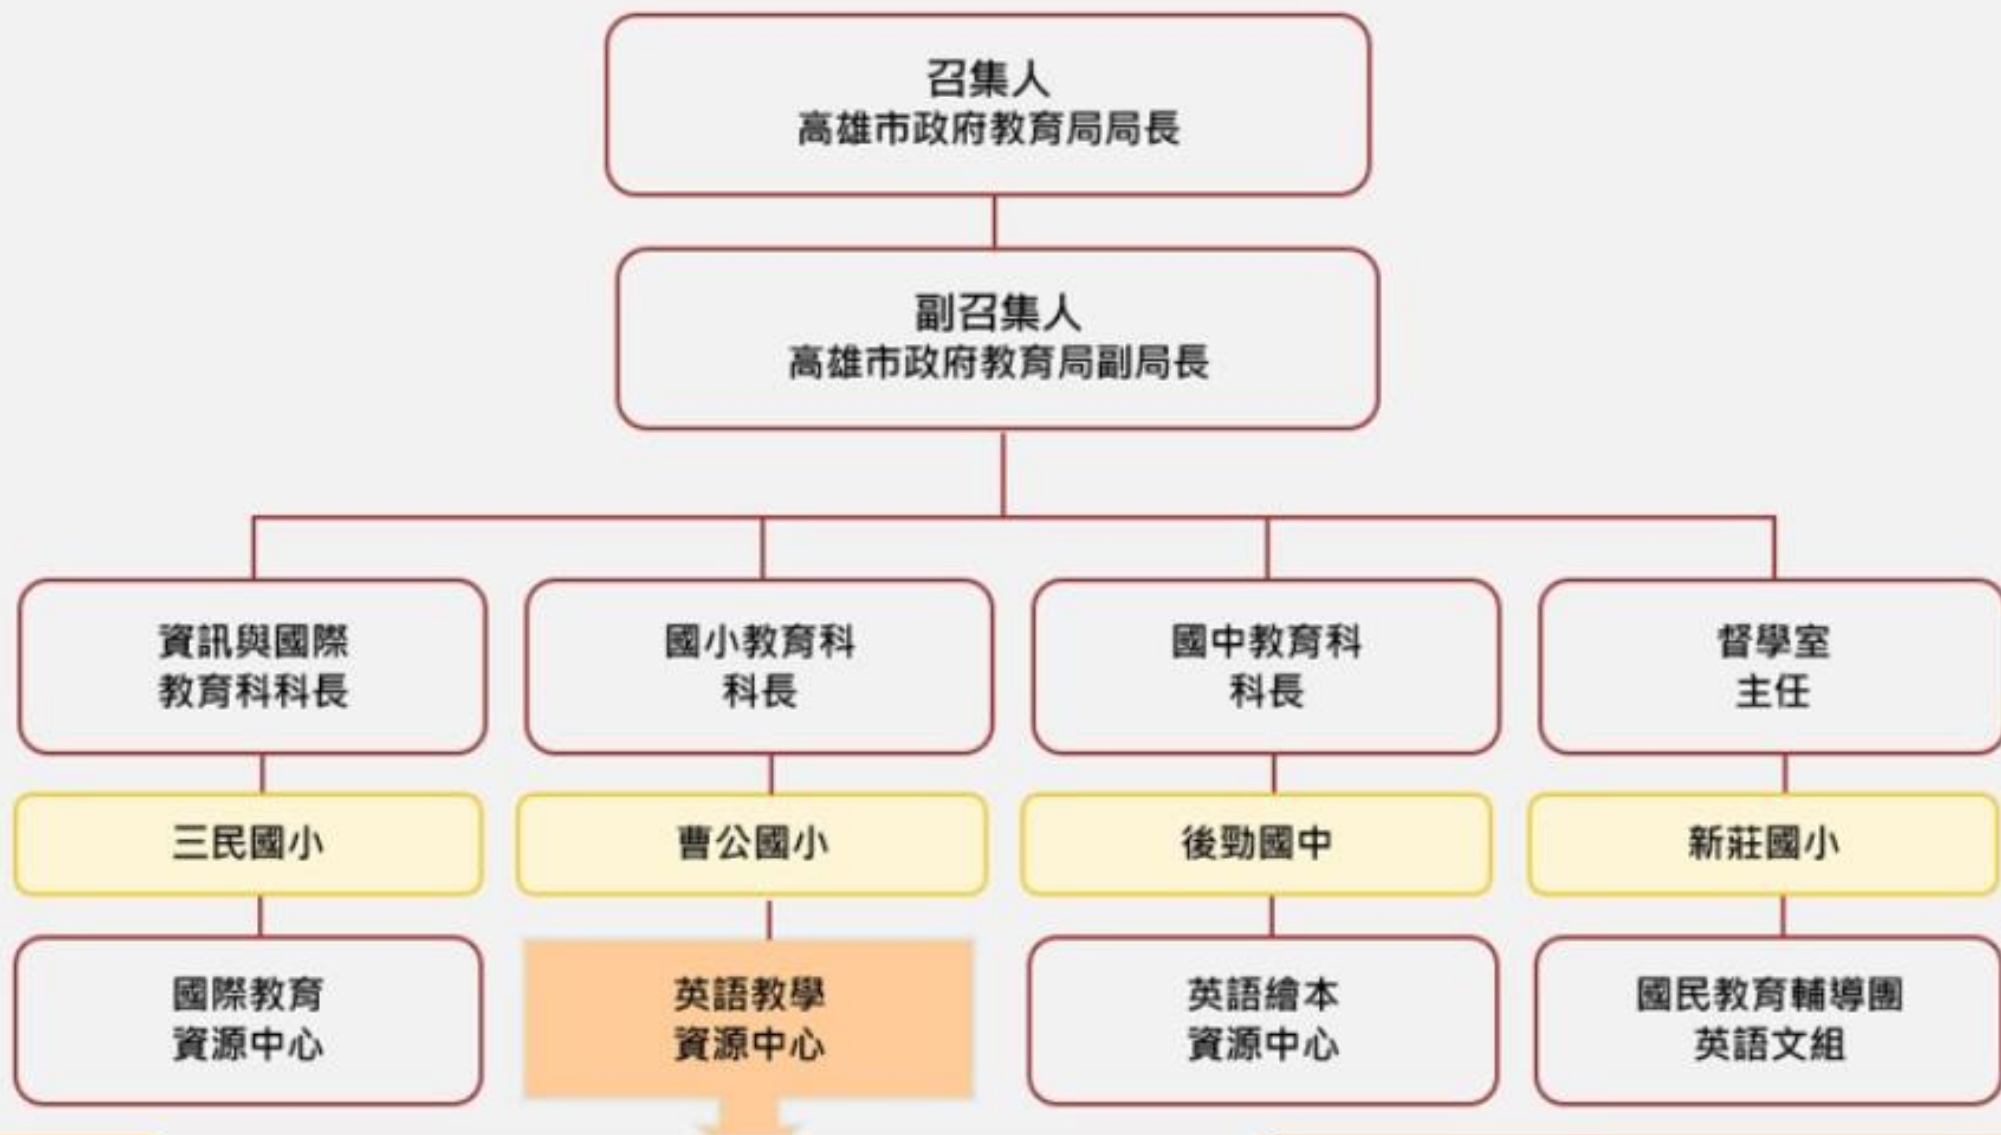 召集人
高雄市政府教育局局長
副召集人
高雄市政府教育局副局長
資訊與國際
教育科科長
國小教育科
科長
國中教育科
科長
督學室
主任
三民國小
曹公國小
後勁國中
新莊國小
國際教育
資源中心
英語教學
資源中心
英語繪本
資源中心
國民教育輔導團
英語文組